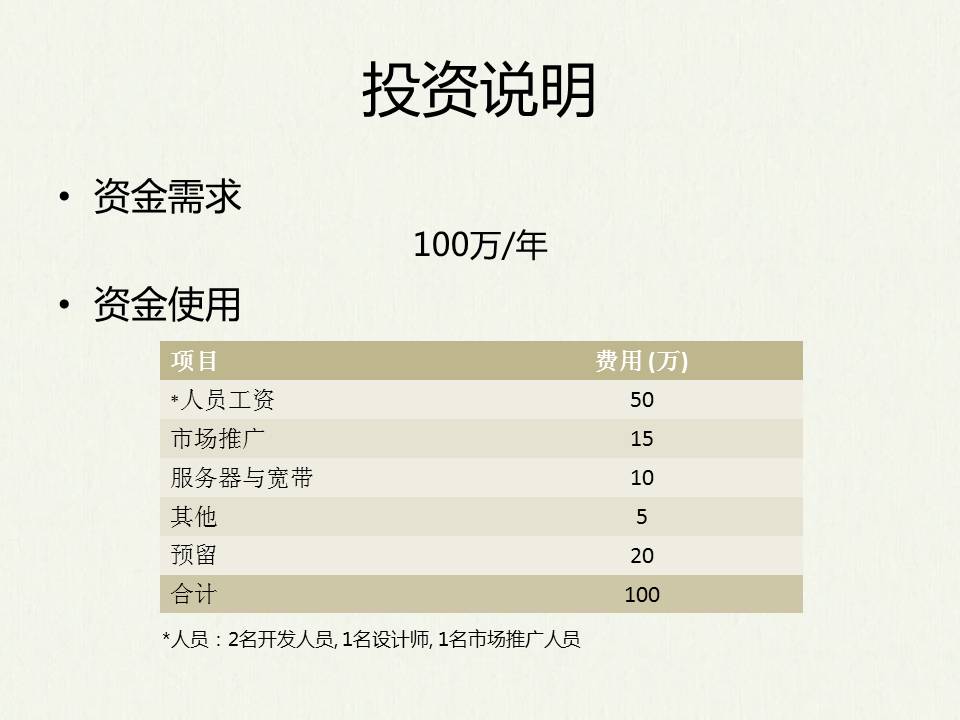 投资说明
• 资金需求
100万/年
• 资金使用
项目 费用 (万)
*人员工资 50
市场推广 15
服务器与宽带 10
其他 5
预留 20
合计 100
*人员：2名开发人员, 1名设计师, 1名市场推广人员